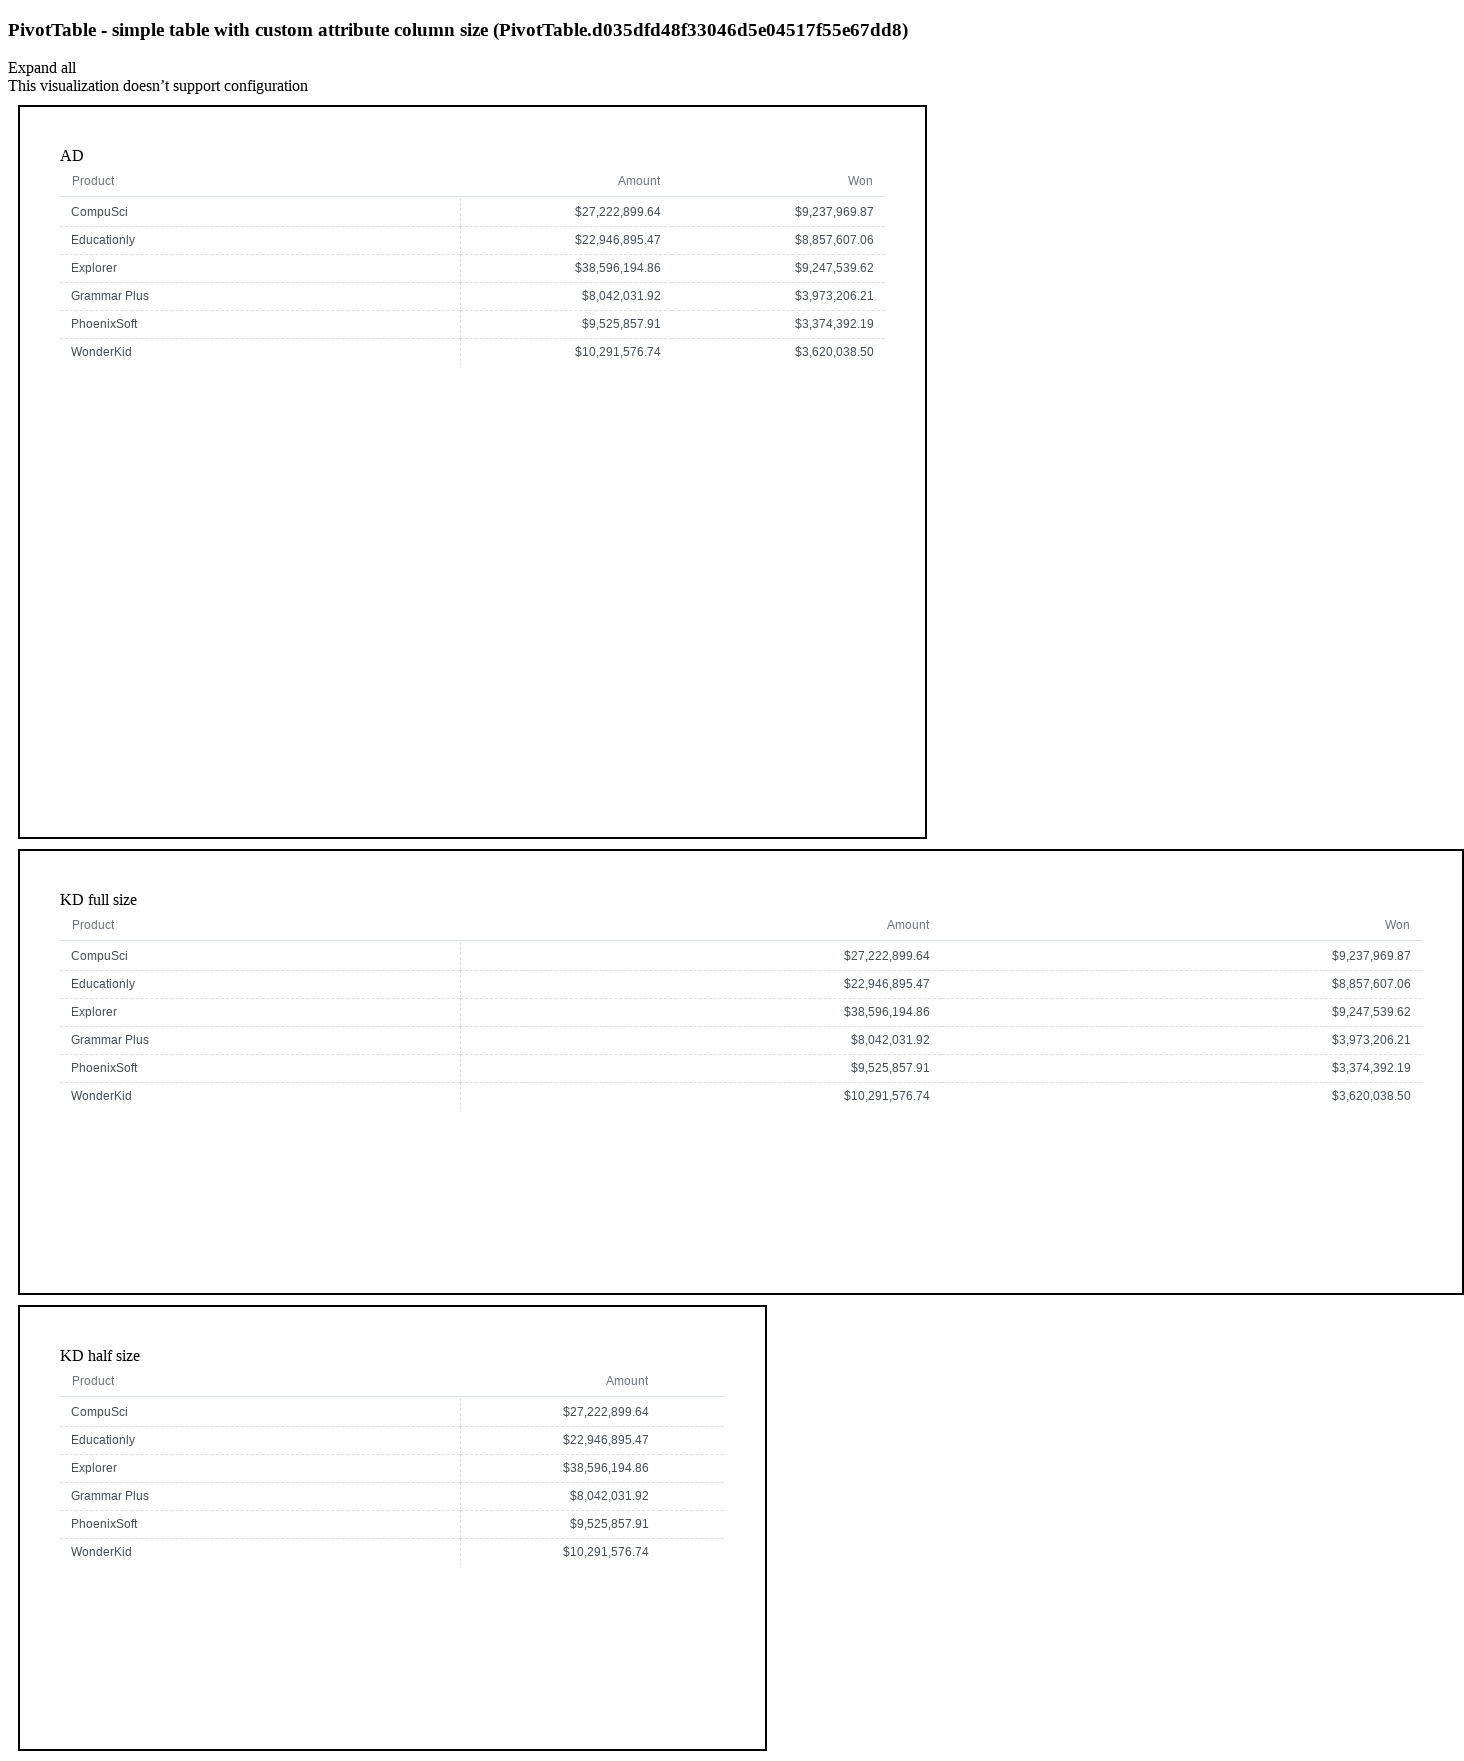 PivotTable - simple table with custom attribute column size (PivotTable.d035dfd48f33046d5e04517f55e67dd8)
Expand all
This visualization doesn’t support configuration
AD
Product Amount Won
CompuSci $27,222,899.64 $9,237,969.87
Educationly $22,946,895.47 $8,857,607.06
Explorer $38,596,194.86 $9,247,539.62
Grammar Plus $8,042,031.92 $3,973,206.21
PhoenixSoft $9,525,857.91 $3,374,392.19
WonderKid $10,291,576.74 $3,620,038.50
KD full size
Product Amount Won
CompuSci $27,222,899.64 $9,237,969.87
Educationly $22,946,895.47 $8,857,607.06
Explorer $38,596,194.86 $9,247,539.62
Grammar Plus $8,042,031.92 $3,973,206.21
PhoenixSoft $9,525,857.91 $3,374,392.19
WonderKid $10,291,576.74 $3,620,038.50
KD half size
Product Amount
CompuSci $27,222,899.64
Educationly $22,946,895.47
Explorer $38,596,194.86
Grammar Plus $8,042,031.92
PhoenixSoft $9,525,857.91
WonderKid $10,291,576.74